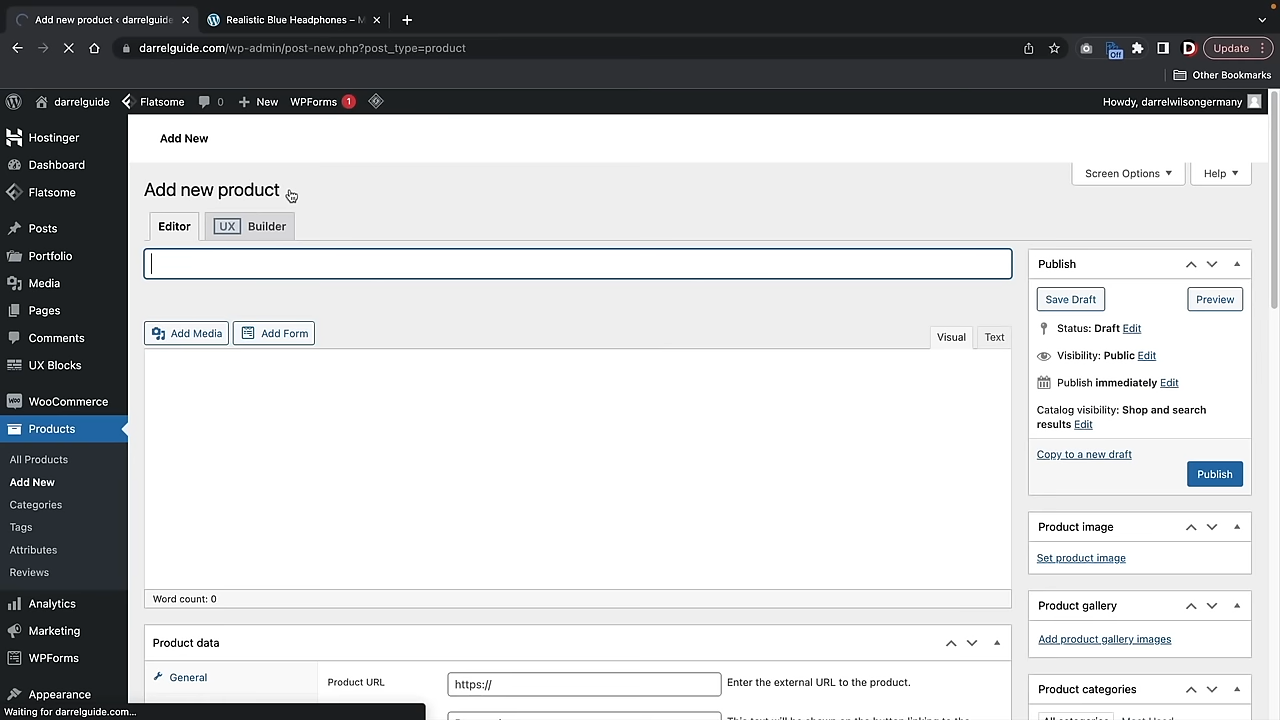 Add new product ‹ darrelguide
Realistic Blue Headphones – M
darrelguide.com/wp-admin/post-new.php?post_type=product
Off
D
Update
Other Bookmarks
darrelguide
Flatsome
0
New
WPForms 1
Howdy, darrelwilsongermany
Hostinger
Dashboard
Flatsome
Posts
Portfolio
Media
Pages
Comments
UX Blocks
WooCommerce
Products
All Products
Add New
Categories
Tags
Attributes
Reviews
Analytics
Marketing
WPForms
Appearance
Waiting for darrelguide.com...
Add New
Screen Options
Help
Add new product
Editor
UX Builder
Add Media
Add Form
Visual
Text
Word count: 0
Product data
General
Product URL
https://
Enter the external URL to the product.
Publish
Save Draft
Preview
Status: Draft Edit
Visibility: Public Edit
Publish immediately Edit
Catalog visibility: Shop and search
results Edit
Copy to a new draft
Publish
Product image
Set product image
Product gallery
Add product gallery images
Product categories